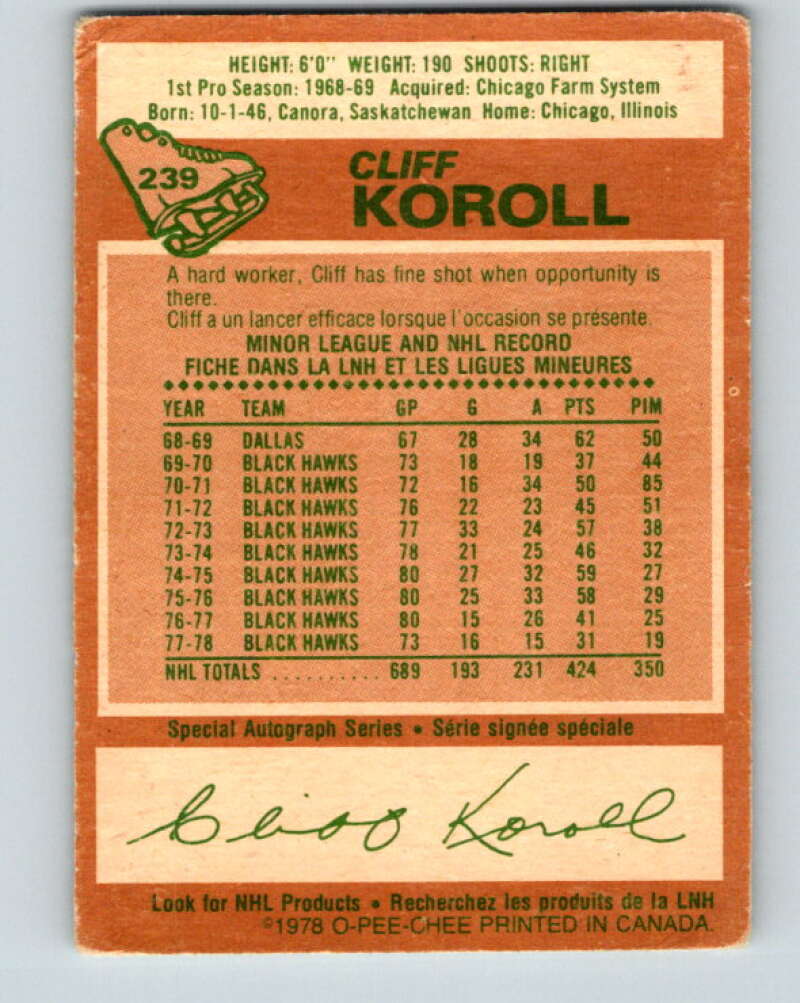 HEIGHT: 6'0" WEIGHT: 190 SHOOTS: RIGHT
1st Pro Season: 1968-69 Acquired: Chicago Farm System
Born: 10-1-46, Canora, Saskatchewan Home: Chicago, Illinois
239
CLIFF
KOROLL
A hard worker, Cliff has fine shot when opportunity is
there.
Cliff a un lancer efficace lorsque l'occasion se présente.
MINOR LEAGUE AND NHL RECORD
FICHE DANS LA LNH ET LES LIGUES MINEURES
YEAR TEAM GP G A PTS PIM
68-69 DALLAS 67 28 34 62 50
69-70 BLACK HAWKS 73 18 19 37 44
70-71 BLACK HAWKS 72 16 34 50 85
71-72 BLACK HAWKS 76 22 23 45 51
72-73 BLACK HAWKS 77 33 24 57 38
73-74 BLACK HAWKS 78 21 25 46 32
74-75 BLACK HAWKS 80 27 32 59 27
75-76 BLACK HAWKS 80 25 33 58 29
76-77 BLACK HAWKS 80 15 26 41 25
77-78 BLACK HAWKS 73 16 15 31 19
NHL TOTALS .......... 689 193 231 424 350
Special Autograph Series • Série signée spéciale
Cliff Koroll
Look for NHL Products • Recherchez les produits de la LNH
©1978 O-PEE-CHEE PRINTED IN CANADA.